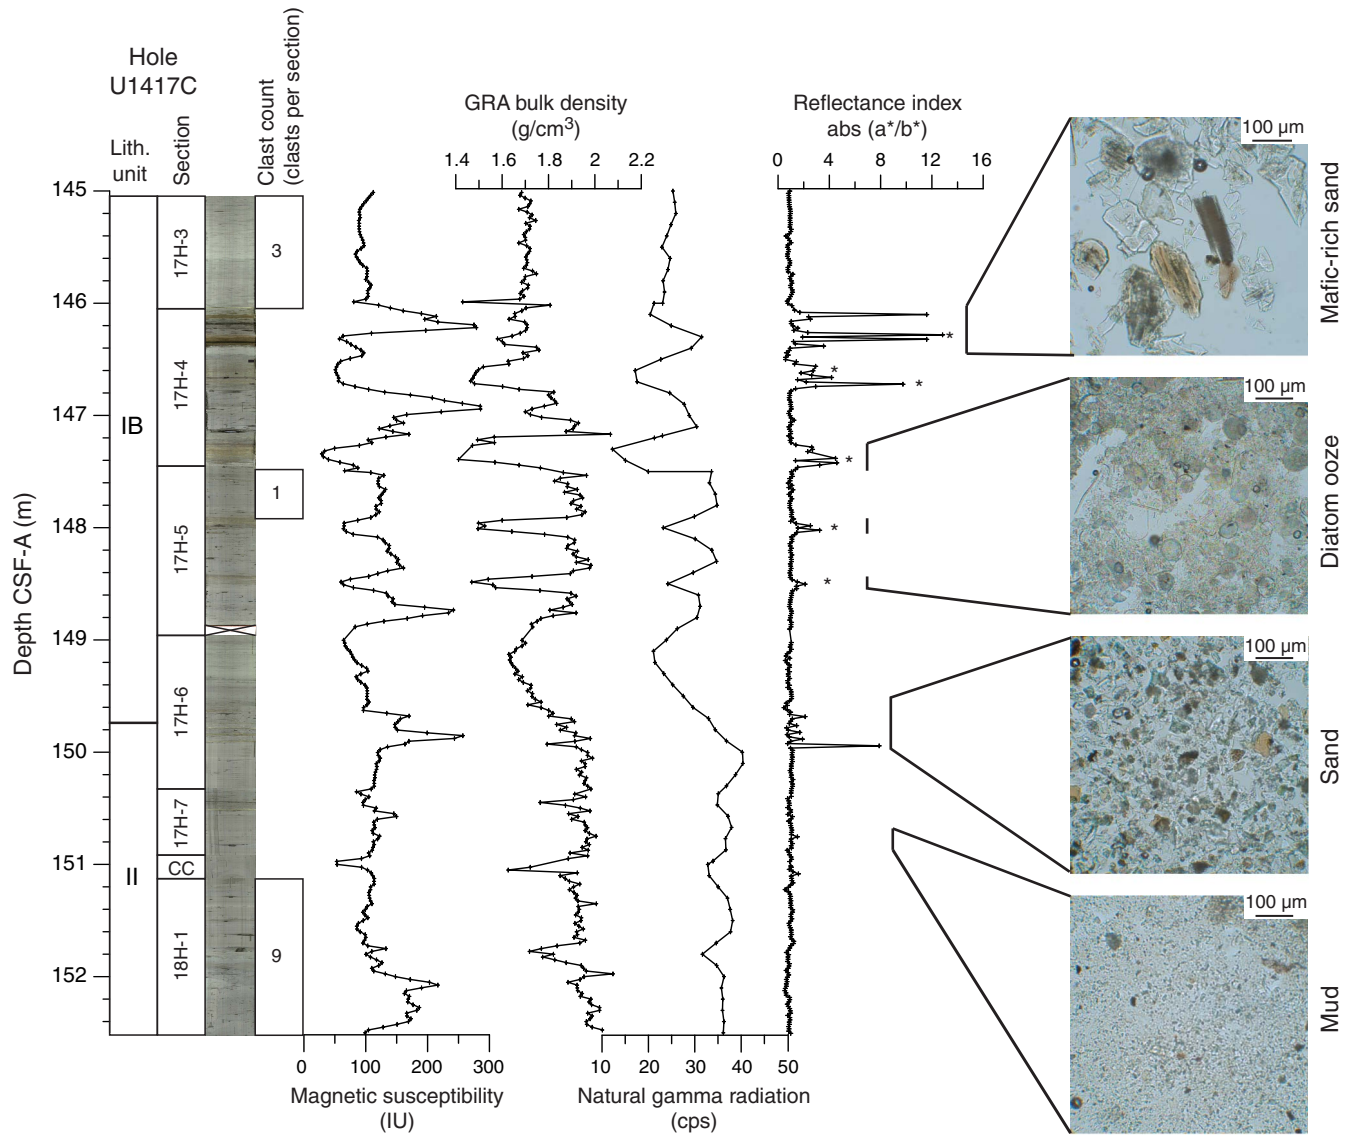 Hole
U1417C
Lith.
unit
Section
Clast count
(clasts per section)
GRA bulk density
(g/cm3)
1.4 1.6 1.8 2 2.2
Reflectance index
abs (a*/b*)
0 4 8 12 16
Depth CSF-A (m)
145
146
147
148
149
150
151
152
IB
II
17H-3
17H-4
17H-5
17H-6
17H-7
CC
18H-1
3
1
9
*
*
*
*
*
*
0 100 200 300
Magnetic susceptibility
(IU)
10 20 30 40 50
Natural gamma radiation
(cps)
100 µm
Mafic-rich sand
100 µm
Diatom ooze
100 µm
Sand
100 µm
Mud